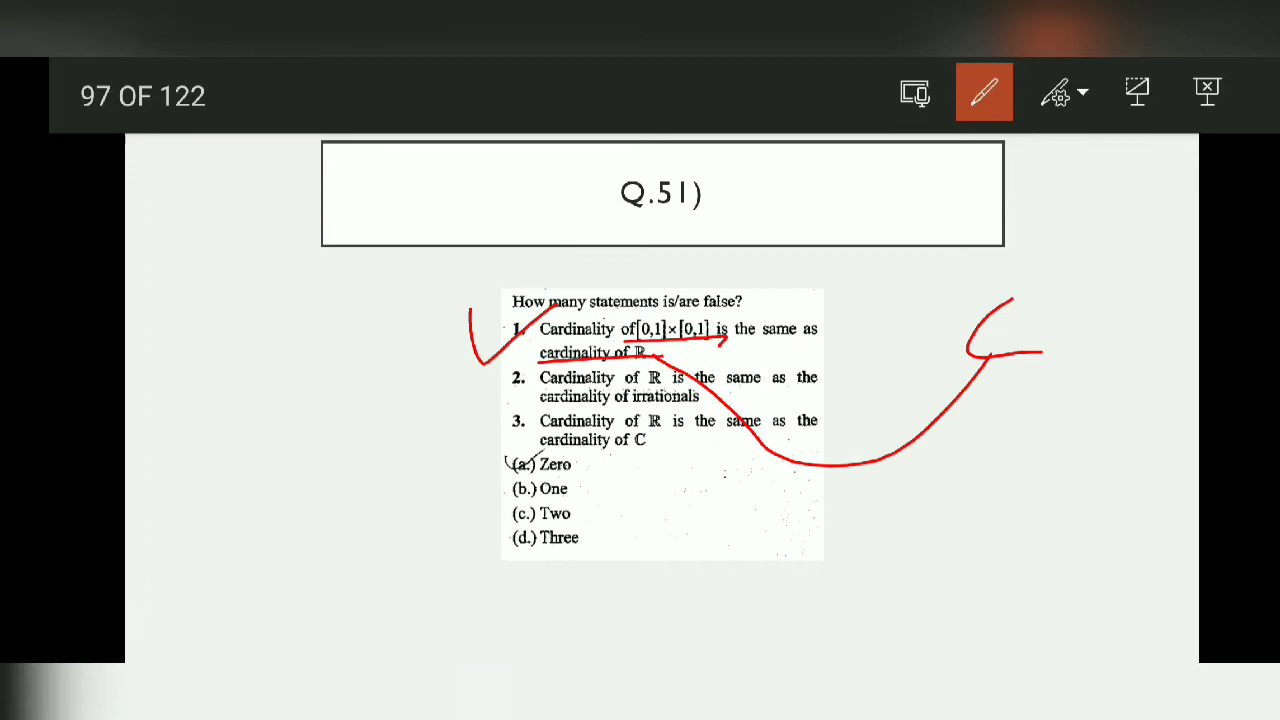 97 OF 122
Q.51)
How many statements is/are false?
1. Cardinality of [0,1]×[0,1] is the same as
cardinality of ℝ
2. Cardinality of ℝ is the same as the
cardinality of irrationals
3. Cardinality of ℝ is the same as the
cardinality of C
(a.) Zero
(b.) One
(c.) Two
(d.) Three